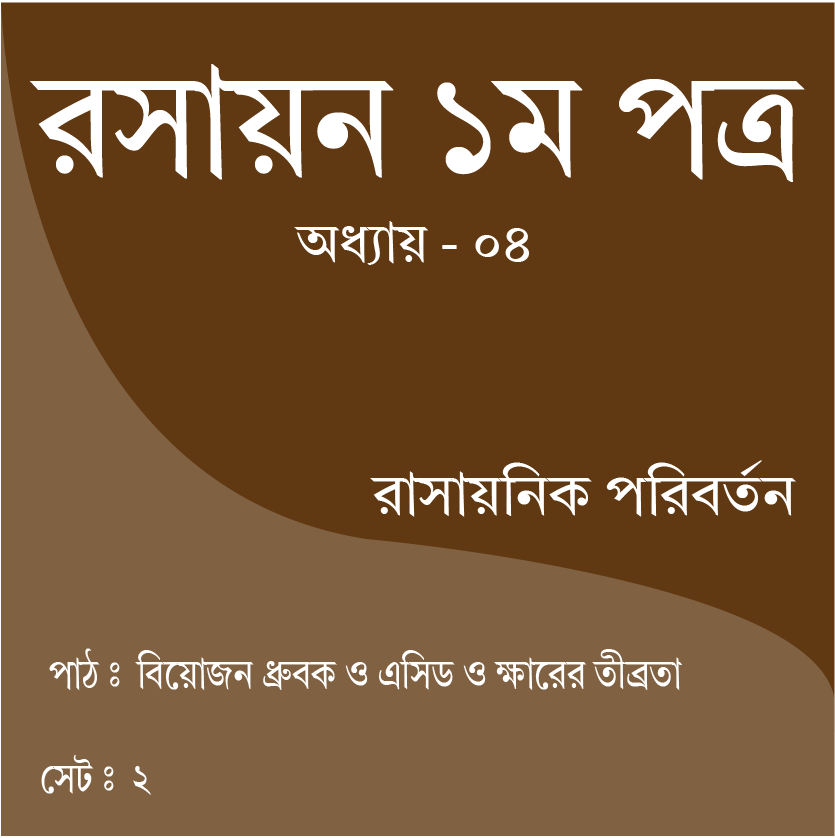 রসায়ন ১ম পত্র
অধ্যায় - ০৪
রাসায়নিক পরিবর্তন
পাঠ ঃ বিয়োজন ধ্রুবক ও এসিড ও ক্ষারের তীব্রতা
সেট ঃ ২